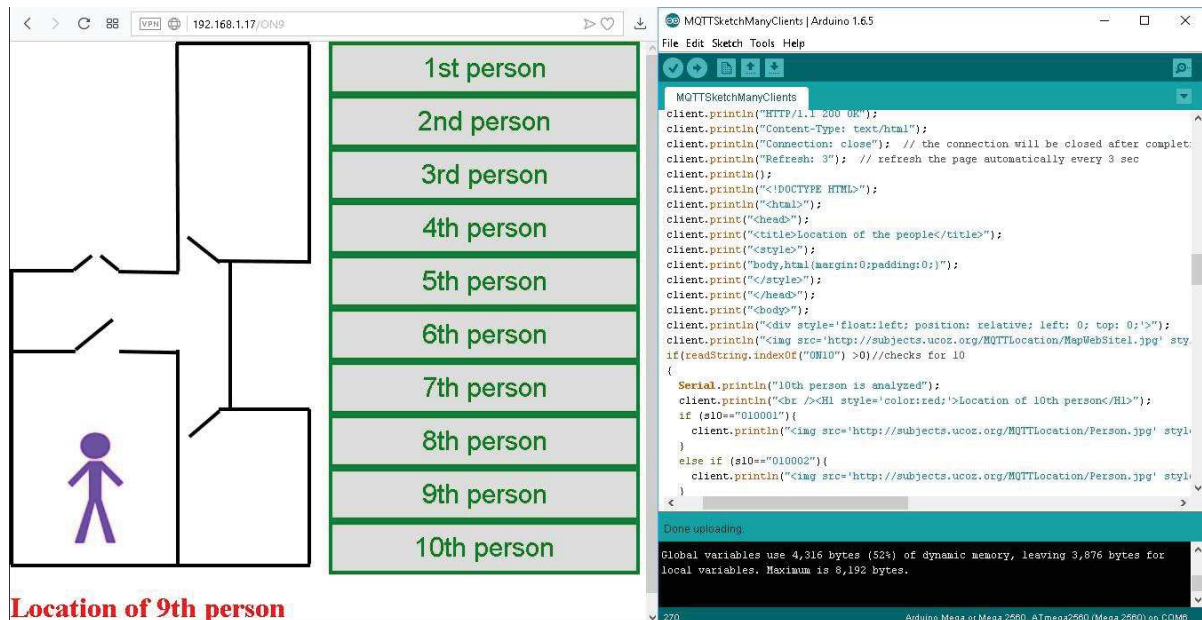 VPN 192.168.1.17/ON9
1st person
2nd person
3rd person
4th person
5th person
6th person
7th person
8th person
9th person
10th person
Location of 9th person
MQTTSketchManyClients | Arduino 1.6.5
File Edit Sketch Tools Help
MQTTSketchManyClients
client.println("HTTP/1.1 200 OK");
client.println("Content-Type: text/html");
client.println("Connection: close"); // the connection will be closed after complet
client.println("Refresh: 3"); // refresh the page automatically every 3 sec
client.println();
client.println("<!DOCTYPE HTML>");
client.println("<html>");
client.print("<head>");
client.print("<title>Location of the people</title>");
client.print("<style>");
client.print("body,html{margin:0;padding:0;}");
client.print("</style>");
client.print("</head>");
client.print("<body>");
client.println("<div style='float:left; position: relative; left: 0; top: 0;'>");
client.println("<img src='http://subjects.ucoz.org/MQTTLocation/MapWebSite1.jpg' sty
if(readString.indexOf("ON10") >0)//checks for 10
{
Serial.println("10th person is analyzed");
client.println("<br /><H1 style='color:red;'>Location of 10th person</H1>");
if (s10=="010001"){
client.println("<img src='http://subjects.ucoz.org/MQTTLocation/Person.jpg' styl
}
else if (s10=="010002"){
client.println("<img src='http://subjects.ucoz.org/MQTTLocation/Person.jpg' styl
}
Done uploading.
Global variables use 4,316 bytes (52%) of dynamic memory, leaving 3,876 bytes for
local variables. Maximum is 8,192 bytes.
270 Arduino Mega or Mega 2560, ATmega2560 (Mega 2560) on COM6